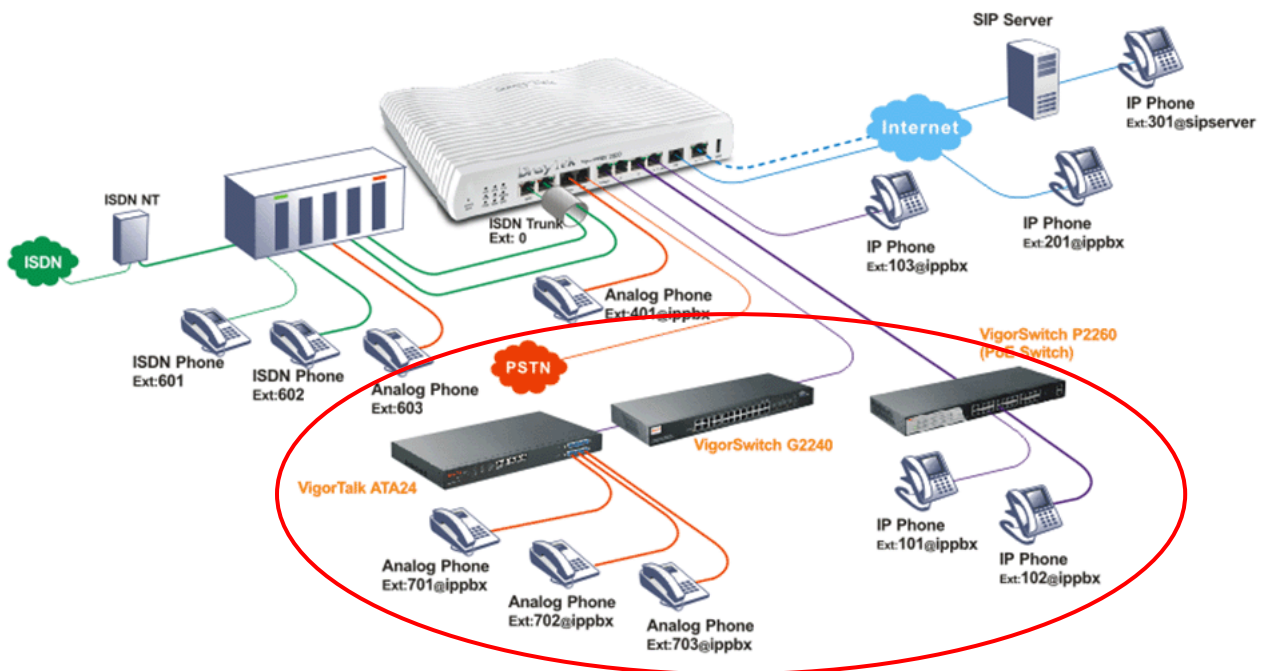 SIP Server
IP Phone
Ext:301@sipserver
Internet
DrayTek
ISDN NT
ISDN Trunk
Ext: 0
IP Phone
Ext:103@ippbx
IP Phone
Ext:201@ippbx
ISDN
Analog Phone
Ext:401@ippbx
ISDN Phone
Ext:601
ISDN Phone
Ext:602
Analog Phone
Ext:603
PSTN
VigorSwitch P2260
(PoE Switch)
VigorSwitch G2240
VigorTalk ATA24
IP Phone
Ext:101@ippbx
IP Phone
Ext:102@ippbx
Analog Phone
Ext:701@ippbx
Analog Phone
Ext:702@ippbx
Analog Phone
Ext:703@ippbx